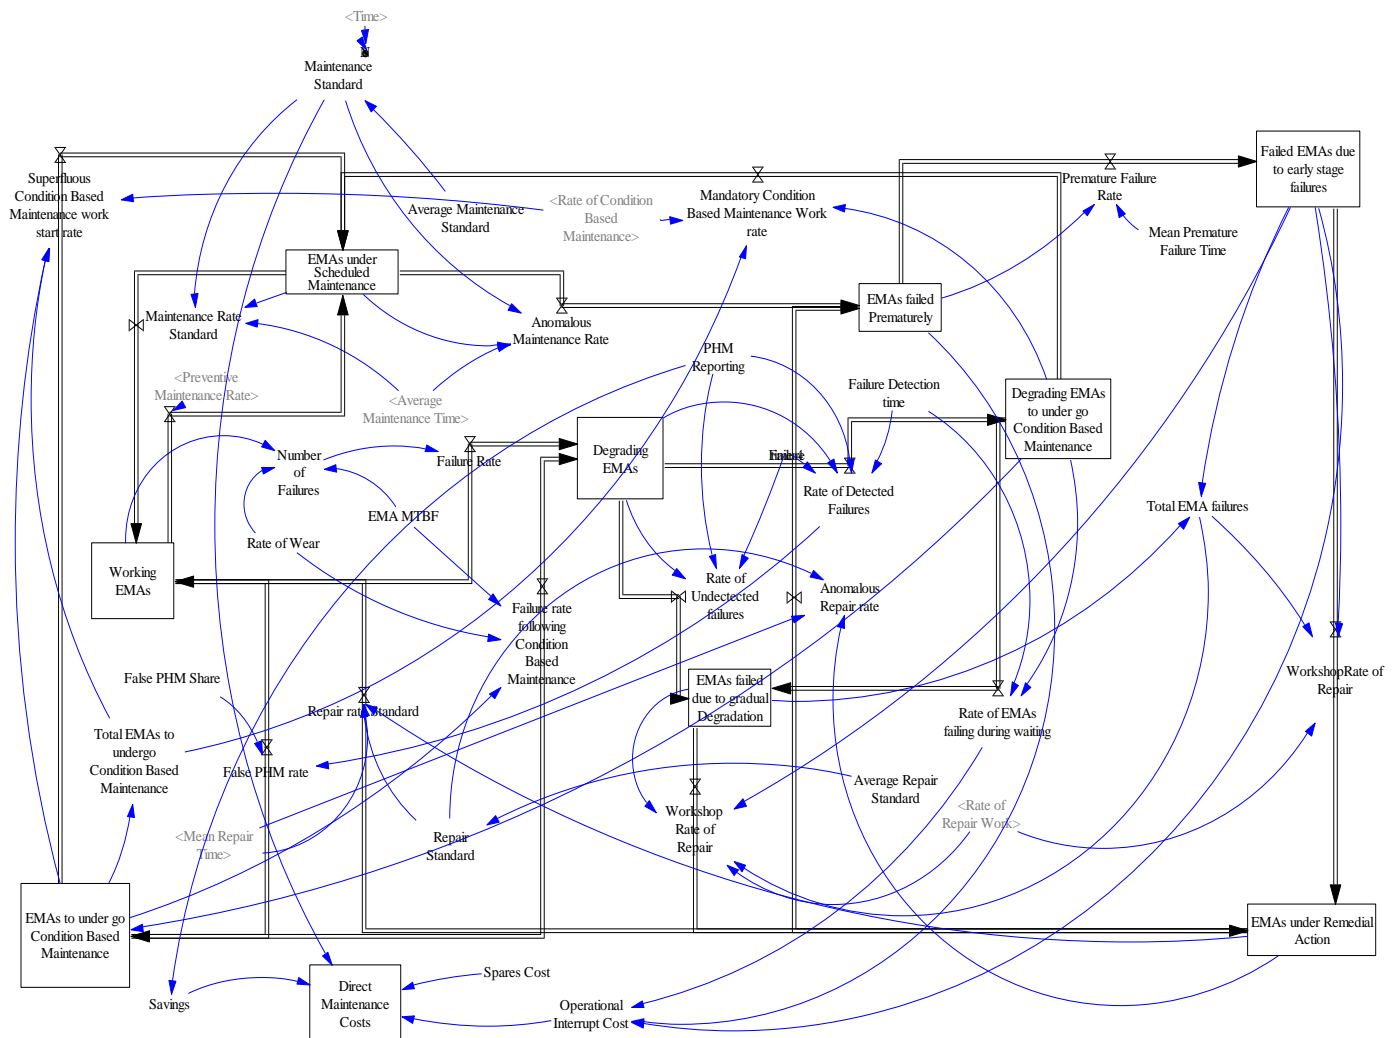 <Time>
Maintenance
Standard
Failed EMAs due
to early stage
failures
Superfluous
Condition Based
Maintenance work
start rate
Premature Failure
Rate
<Rate of Condition
Based
Maintenance>
Mandatory Condition
Based Maintenance Work
rate
Average Maintenance
Standard
Mean Premature
Failure Time
EMAs under
Scheduled
Maintenance
EMAs failed
Prematurely
Maintenance Rate
Standard
Anomalous
Maintenance Rate
PHM
Reporting
<Preventive
Maintenance Rate>
<Average
Maintenance Time>
Failure Detection
time
Degrading EMAs
to under go
Condition Based
Maintenance
Number
of
Failures
Failure Rate
Degrading
EMAs
Rate of Detected
Failures
EMA MTBF
Total EMA failures
Rate of Wear
Working
EMAs
Rate of
Undectected
failures
Anomalous
Repair rate
Failure rate
following
Condition
Based
Maintenance
False PHM Share
EMAs failed
due to gradual
Degradation
WorkshopRate of
Repair
Repair rate Standard
Rate of EMAs
failing during waiting
Total EMAs to
undergo
Condition Based
Maintenance
False PHM rate
Average Repair
Standard
<Mean Repair
Time>
Repair
Standard
Workshop
Rate of
Repair
<Rate of
Repair Work>
EMAs to under go
Condition Based
Maintenance
EMAs under Remedial
Action
Savings
Direct
Maintenance
Costs
Spares Cost
Operational
Interrupt Cost